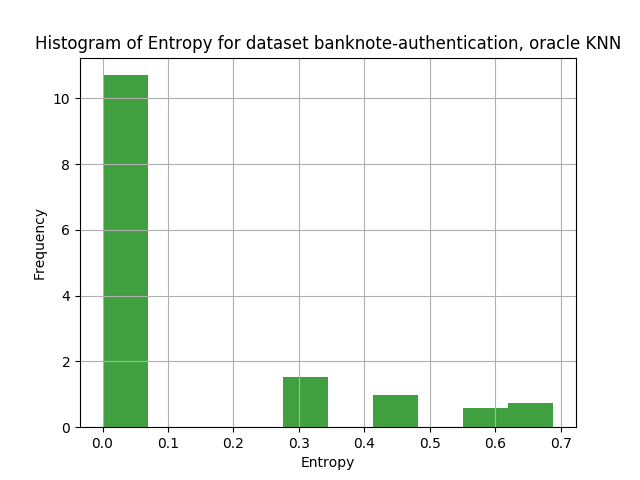 Histogram of Entropy for dataset banknote-authentication, oracle KNN
Frequency
10
8
6
4
2
0
0.0 0.1 0.2 0.3 0.4 0.5 0.6 0.7
Entropy